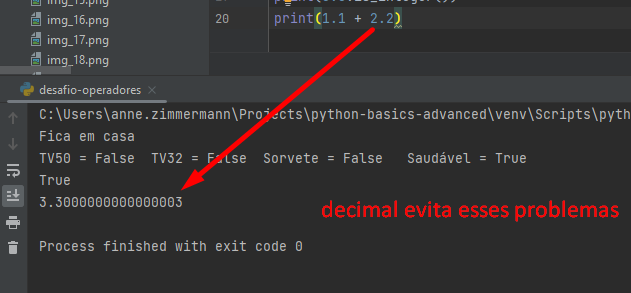 img_15.png
img_16.png
img_17.png
img_18.png
20 print(1.1 + 2.2)
desafio-operadores
C:\Users\anne.zimmermann\Projects\python-basics-advanced\venv\Scripts\pyth
Fica em casa
TV50 = False  TV32 = False  Sorvete = False   Saudável = True
True
3.3000000000000003
decimal evita esses problemas
Process finished with exit code 0